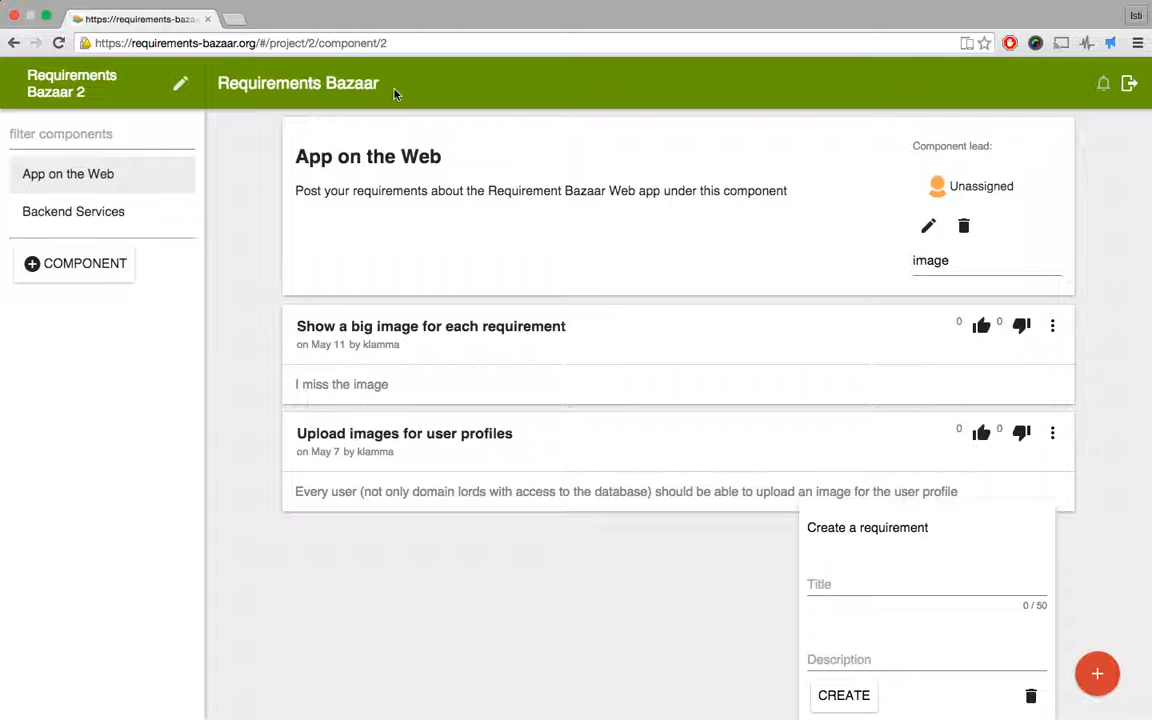 https://requirements-baza
Isti
https://requirements-bazaar.org/#/project/2/component/2
Requirements
Bazaar 2
Requirements Bazaar
filter components
App on the Web
Backend Services
COMPONENT
App on the Web
Post your requirements about the Requirement Bazaar Web app under this component
Component lead:
Unassigned
image
Show a big image for each requirement
0 0
on May 11 by klamma
I miss the image
Upload images for user profiles
0 0
on May 7 by klamma
Every user (not only domain lords with access to the database) should be able to upload an image for the user profile
Create a requirement
Title
0 / 50
Description
CREATE